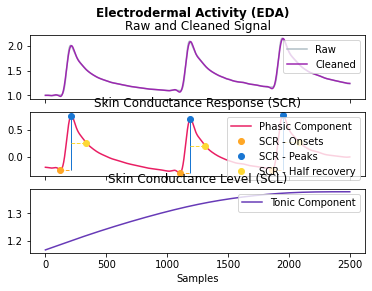 Electrodermal Activity (EDA)
Raw and Cleaned Signal
2.0
1.5
1.0
Raw
Cleaned
Skin Conductance Response (SCR)
0.5
0.0
Phasic Component
SCR - Onsets
SCR - Peaks
SCR - Half recovery
Skin Conductance Level (SCL)
1.3
1.2
Tonic Component
0 500 1000 1500 2000 2500
Samples